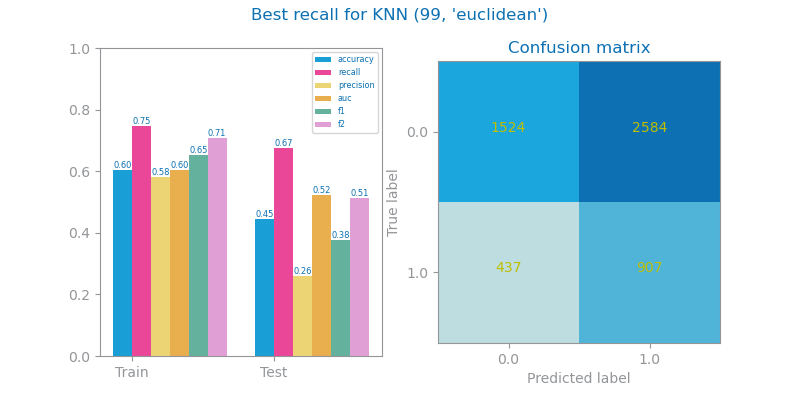 Best recall for KNN (99, 'euclidean')
1.0
0.8
0.6
0.4
0.2
0.0
accuracy
recall
precision
auc
f1
f2
0.60
0.75
0.58
0.60
0.65
0.71
0.45
0.67
0.26
0.52
0.38
0.51
Train
Test
Confusion matrix
True label
0.0
1.0
1524
2584
437
907
0.0
1.0
Predicted label